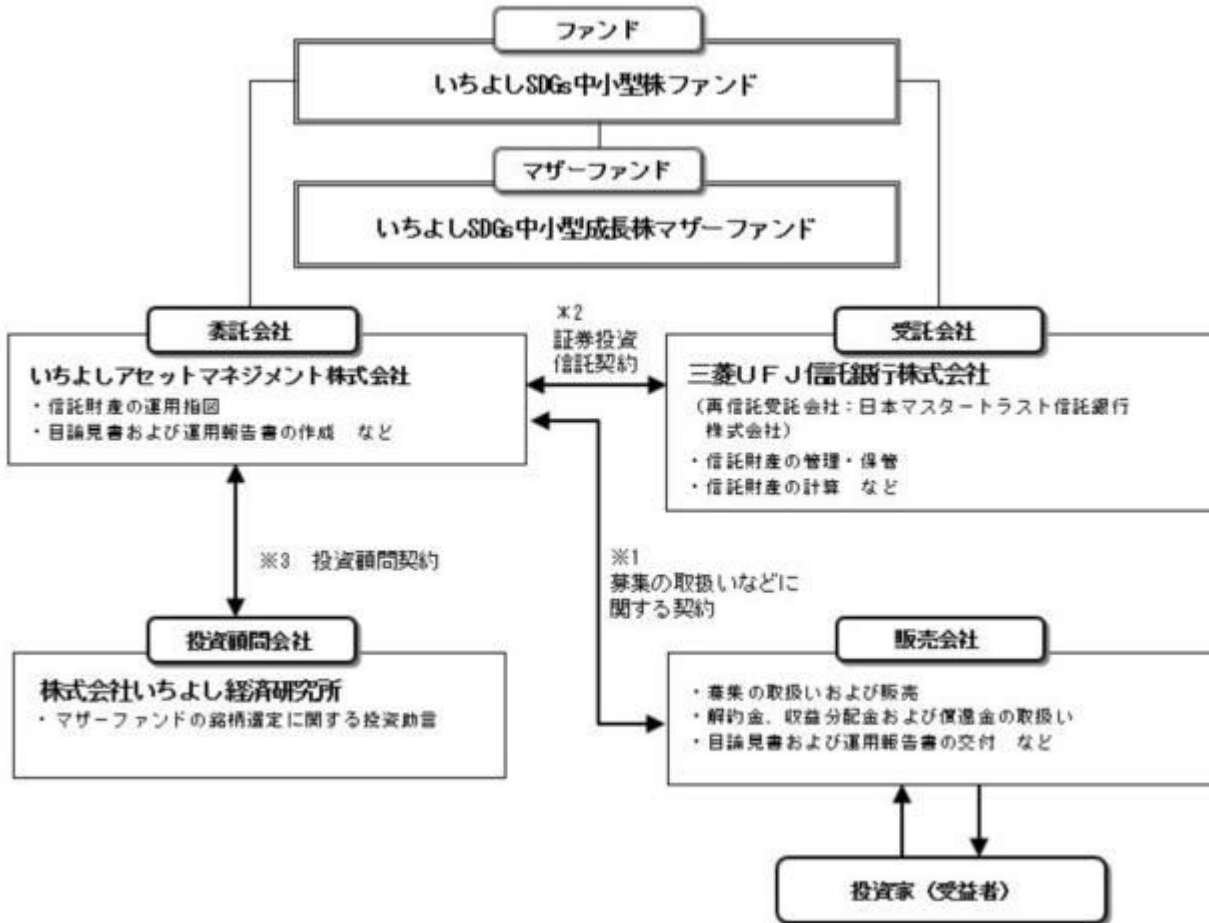 ファンド
いちよしSDGs中小型株ファンド
マザーファンド
いちよしSDGs中小型成長株マザーファンド
委託会社
いちよしアセットマネジメント株式会社
・信託財産の運用指図
・目論見書および運用報告書の作成　など
※2
証券投資
信託契約
受託会社
三菱ＵＦＪ信託銀行株式会社
（再信託受託会社：日本マスタートラスト信託銀行
株式会社）
・信託財産の管理・保管
・信託財産の計算　など
※3　投資顧問契約
※1
募集の取扱いなどに
関する契約
投資顧問会社
株式会社いちよし経済研究所
・マザーファンドの銘柄選定に関する投資助言
販売会社
・募集の取扱いおよび販売
・解約金、収益分配金および償還金の取扱い
・目論見書および運用報告書の交付　など
投資家（受益者）